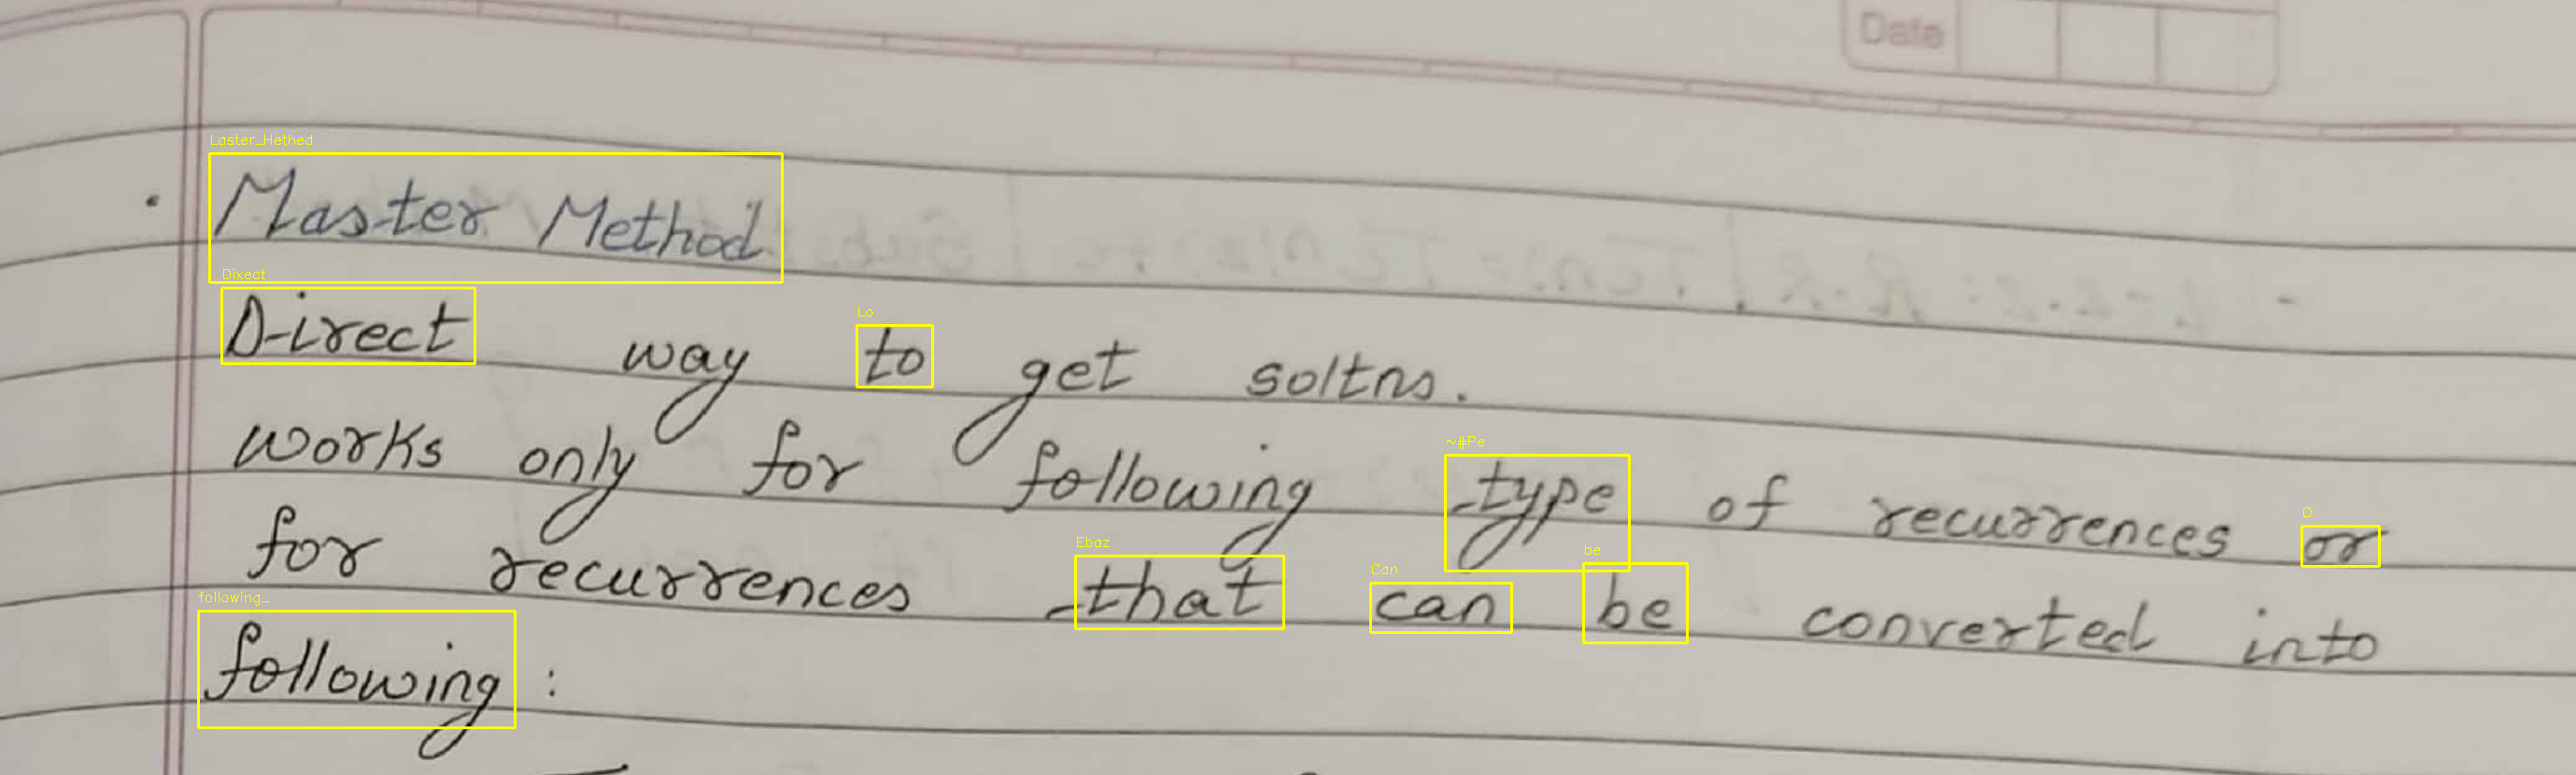 Date
Laster_Hethed
· Master Method
Dixect
Direct way to get soltns.
Lo
works only for following type of recurrences or
~#Pe
O
for recurrences that can be converted into
Ebaz
Can
be
following :
following_